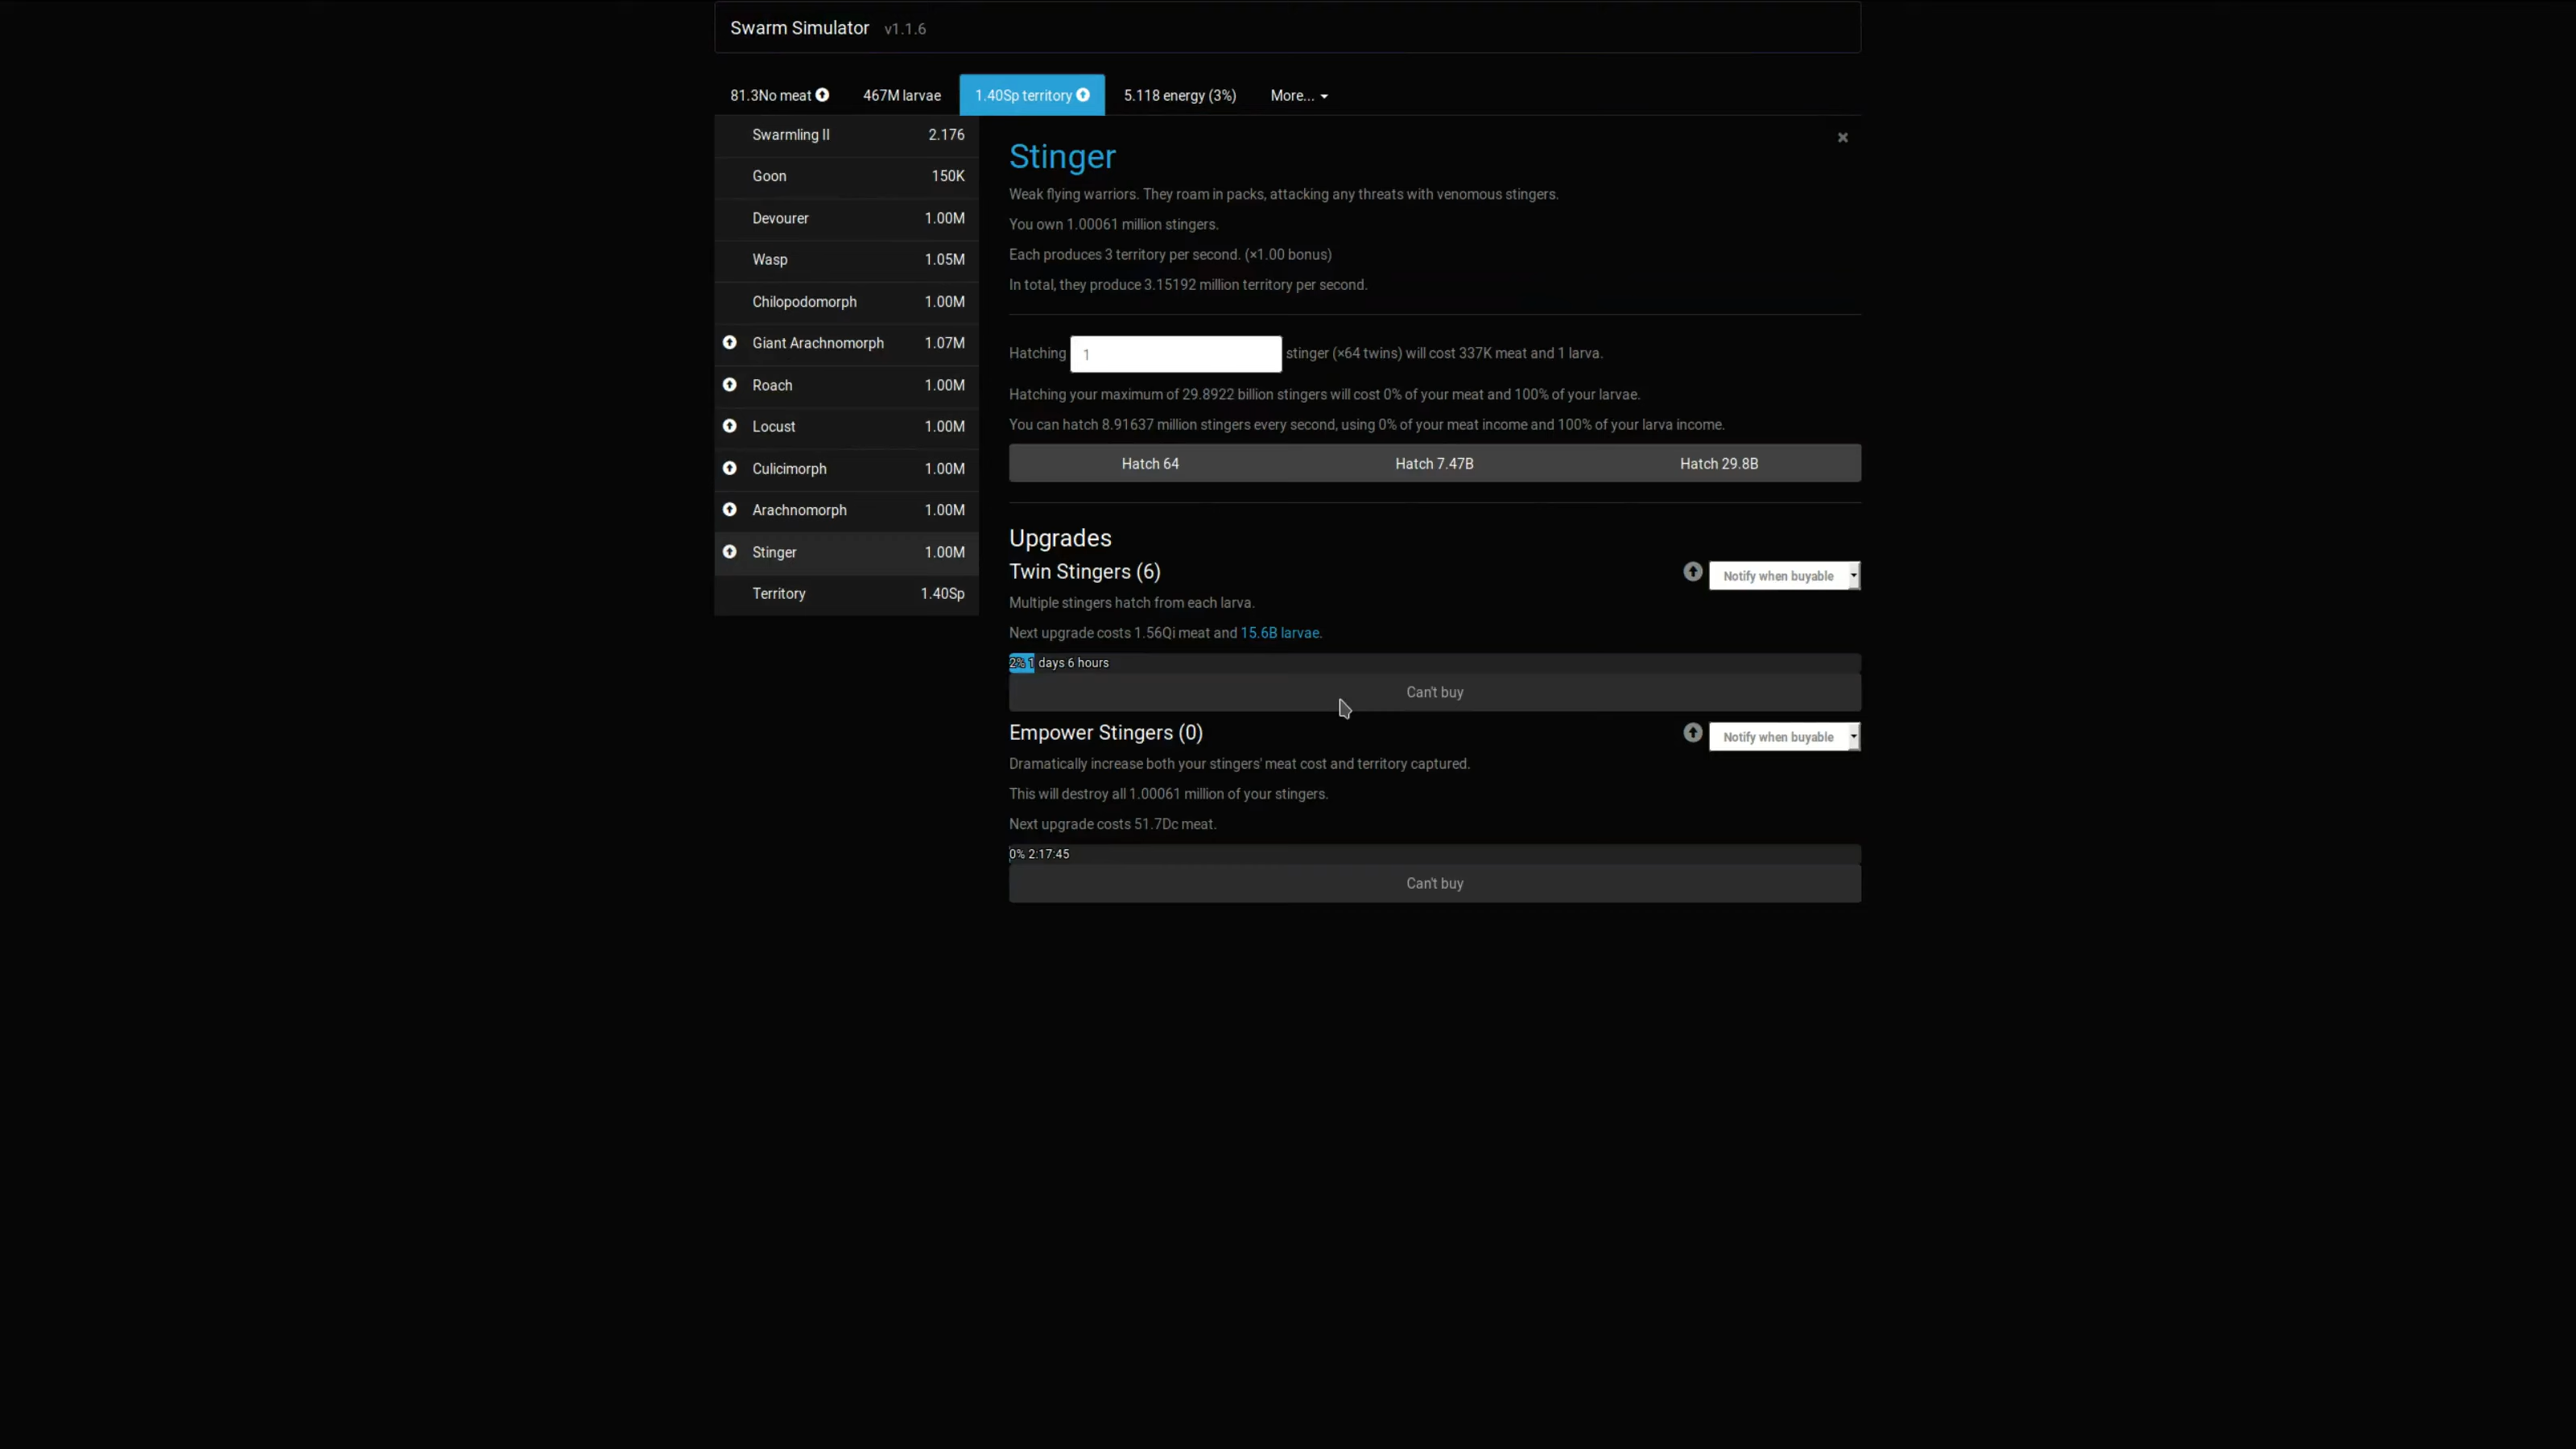 Swarm Simulator v1.1.6
81.3No meat 467M larvae 1.40Sp territory 5.118 energy (3%) More...
Swarmling II 2.176
Goon 150K
Devourer 1.00M
Wasp 1.05M
Chilopodomorph 1.00M
Giant Arachnomorph 1.07M
Roach 1.00M
Locust 1.00M
Culicimorph 1.00M
Arachnomorph 1.00M
Stinger 1.00M
Territory 1.40Sp
Stinger
Weak flying warriors. They roam in packs, attacking any threats with venomous stingers.
You own 1.00061 million stingers.
Each produces 3 territory per second. (×1.00 bonus)
In total, they produce 3.15192 million territory per second.
Hatching 1 stinger (×64 twins) will cost 337K meat and 1 larva.
Hatching your maximum of 29.8922 billion stingers will cost 0% of your meat and 100% of your larvae.
You can hatch 8.91637 million stingers every second, using 0% of your meat income and 100% of your larva income.
Hatch 64 Hatch 7.47B Hatch 29.8B
Upgrades
Twin Stingers (6) Notify when buyable
Multiple stingers hatch from each larva.
Next upgrade costs 1.56Qi meat and 15.6B larvae.
2% 1 days 6 hours
Can't buy
Empower Stingers (0) Notify when buyable
Dramatically increase both your stingers' meat cost and territory captured.
This will destroy all 1.00061 million of your stingers.
Next upgrade costs 51.7Dc meat.
0% 2:17:45
Can't buy